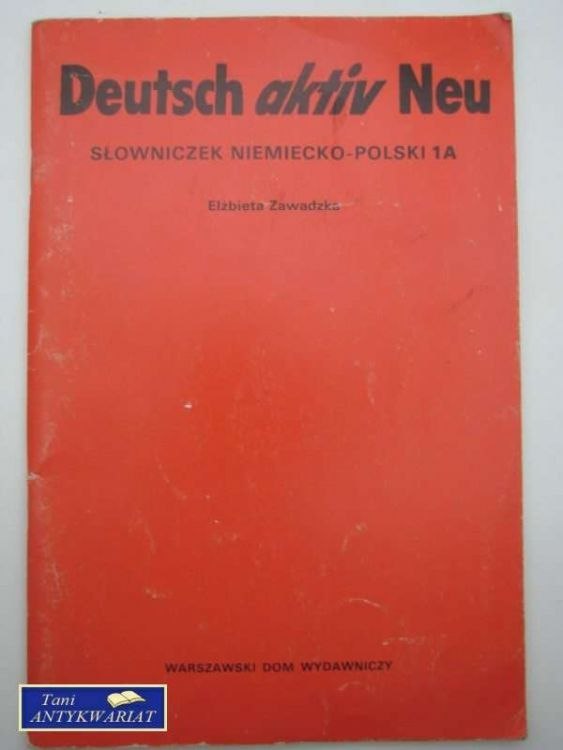 Deutsch aktiv Neu
SŁOWNICZEK NIEMIECKO-POLSKI 1A
Elżbieta Zawadzka
WARSZAWSKI DOM WYDAWNICZY
Tani
ANTYKWARIAT